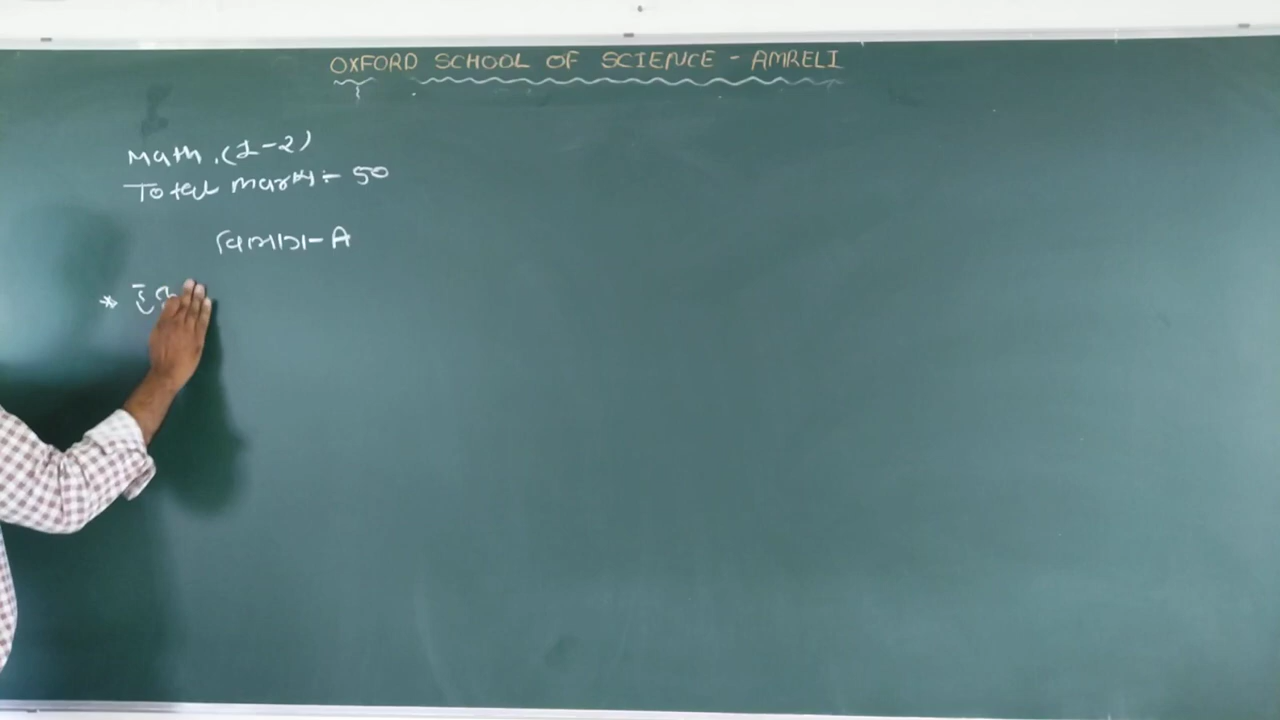 OXFORD SCHOOL OF SCIENCE - AMRELI
Math. (1-2)
Total marks :- 50
વિભાગ - A
*